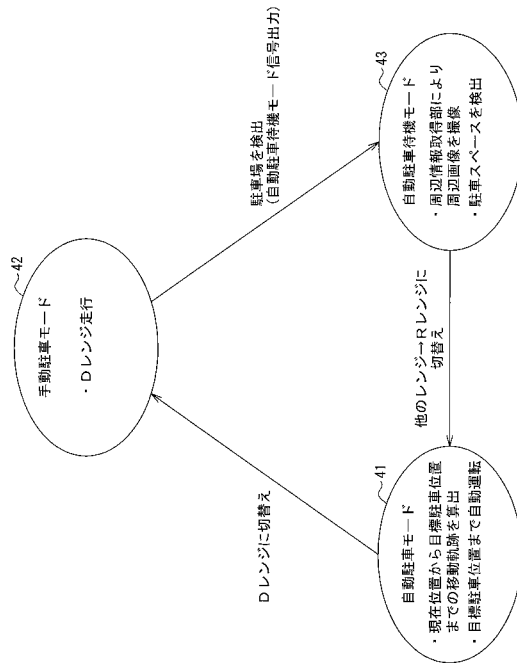 42
手動駐車モード
・Dレンジ走行
駐車場を検出
(自動駐車待機モード信号出力)
43
自動駐車待機モード
・周辺情報取得部により
周辺画像を撮像
・駐車スペースを検出
他のレンジ→Rレンジに
切替え
41
自動駐車モード
・現在位置から目標駐車位置
までの移動軌跡を算出
・目標駐車位置まで自動運転
Dレンジに切替え